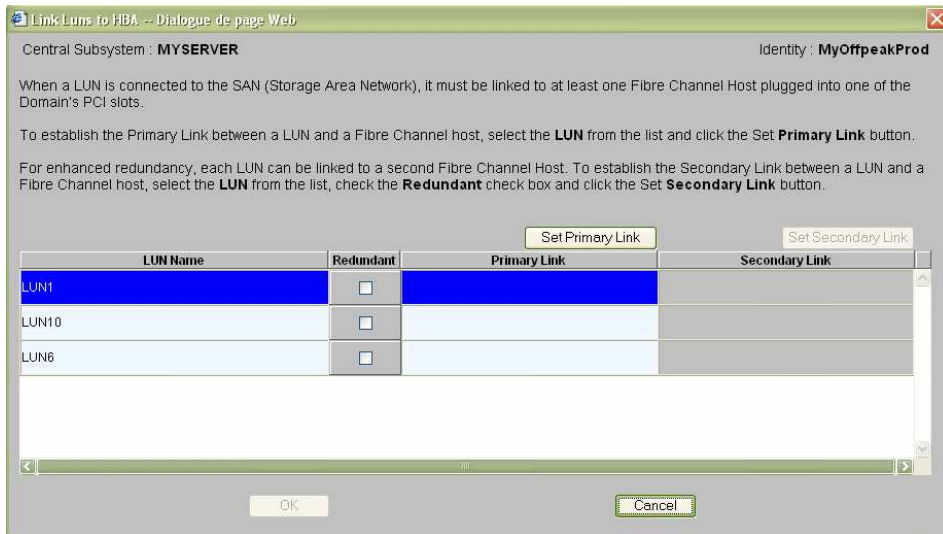 Link Luns to HBA -- Dialogue de page Web
Central Subsystem : MYSERVER
Identity : MyOffpeakProd
When a LUN is connected to the SAN (Storage Area Network), it must be linked to at least one Fibre Channel Host plugged into one of the
Domain's PCI slots.
To establish the Primary Link between a LUN and a Fibre Channel host, select the LUN from the list and click the Set Primary Link button.
For enhanced redundancy, each LUN can be linked to a second Fibre Channel Host. To establish the Secondary Link between a LUN and a
Fibre Channel host, select the LUN from the list, check the Redundant check box and click the Set Secondary Link button.
Set Primary Link
Set Secondary Link
LUN Name Redundant Primary Link Secondary Link
LUN1
LUN10
LUN6
OK
Cancel